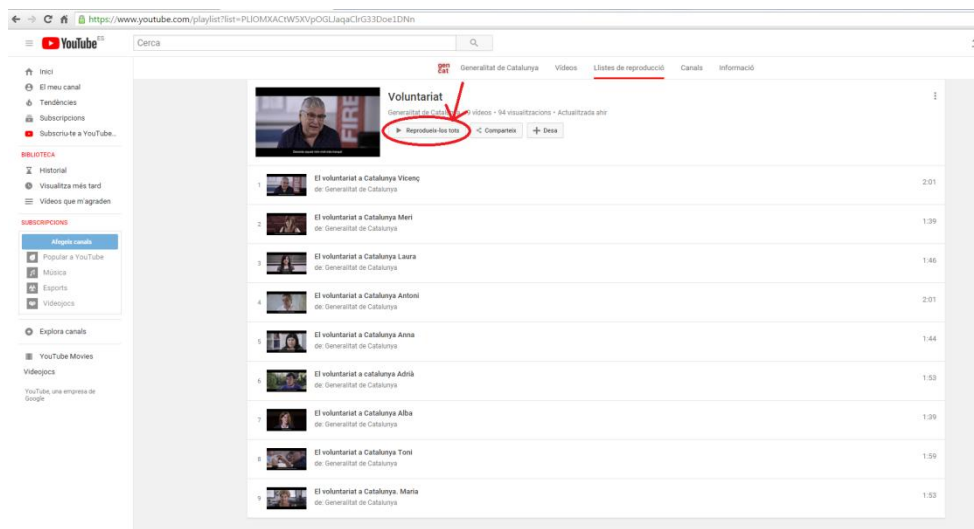 https://www.youtube.com/playlist?list=PLIOMXACtW5XVpOGLJaqaClrG33Doe1DNn
YouTube ES
Cerca
gencat Generalitat de Catalunya Vídeos Llistes de reproducció Canals Informació
Inici
El meu canal
Tendències
Subscripcions
Subscriu-te a YouTube...
BIBLIOTECA
Historial
Visualitza més tard
Vídeos que m'agraden
SUBSCRIPCIONS
Afegeix canals
Popular a YouTube
Música
Esports
Videojocs
Explora canals
YouTube Movies
Videojocs
YouTube, una empresa de
Google
FIRE
Voluntariat
Generalitat de Catalunya 9 vídeos • 94 visualitzacions • Actualitzada ahir
Reprodueix-los tots Comparteix Desa
1 El voluntariat a Catalunya Vicenç 2:01
de: Generalitat de Catalunya
2 El voluntariat a Catalunya Meri 1:39
de: Generalitat de Catalunya
3 El voluntariat a Catalunya Laura 1:46
de: Generalitat de Catalunya
4 El voluntariat a Catalunya Antoni 2:01
de: Generalitat de Catalunya
5 El voluntariat a Catalunya Anna 1:44
de: Generalitat de Catalunya
6 El voluntariat a catalunya Adrià 1:53
de: Generalitat de Catalunya
7 El voluntariat a Catalunya Alba 1:39
de: Generalitat de Catalunya
8 El voluntariat a Catalunya Toni 1:59
de: Generalitat de Catalunya
9 El voluntariat a Catalunya. Maria 1:53
de: Generalitat de Catalunya